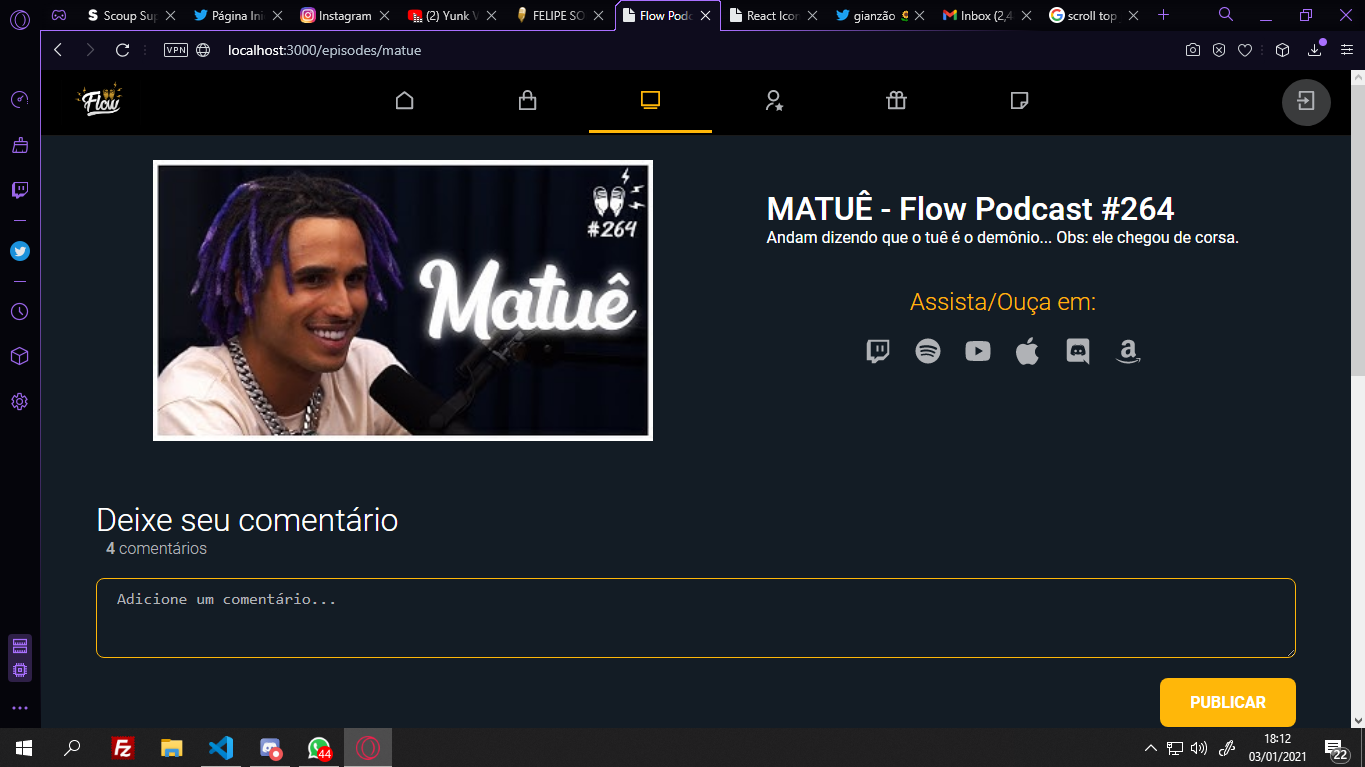 Scoup Sup
Página Ini
Instagram
(2) Yunk V
FELIPE SO
Flow Podc
React Icon
gianzão
Inbox (2,4
scroll top
VPN
localhost:3000/episodes/matue
Flow
#264
Matuê
MATUÊ - Flow Podcast #264
Andam dizendo que o tuê é o demônio... Obs: ele chegou de corsa.
Assista/Ouça em:
Deixe seu comentário
4 comentários
Adicione um comentário...
PUBLICAR
Fz
44
18:12
03/01/2021
22